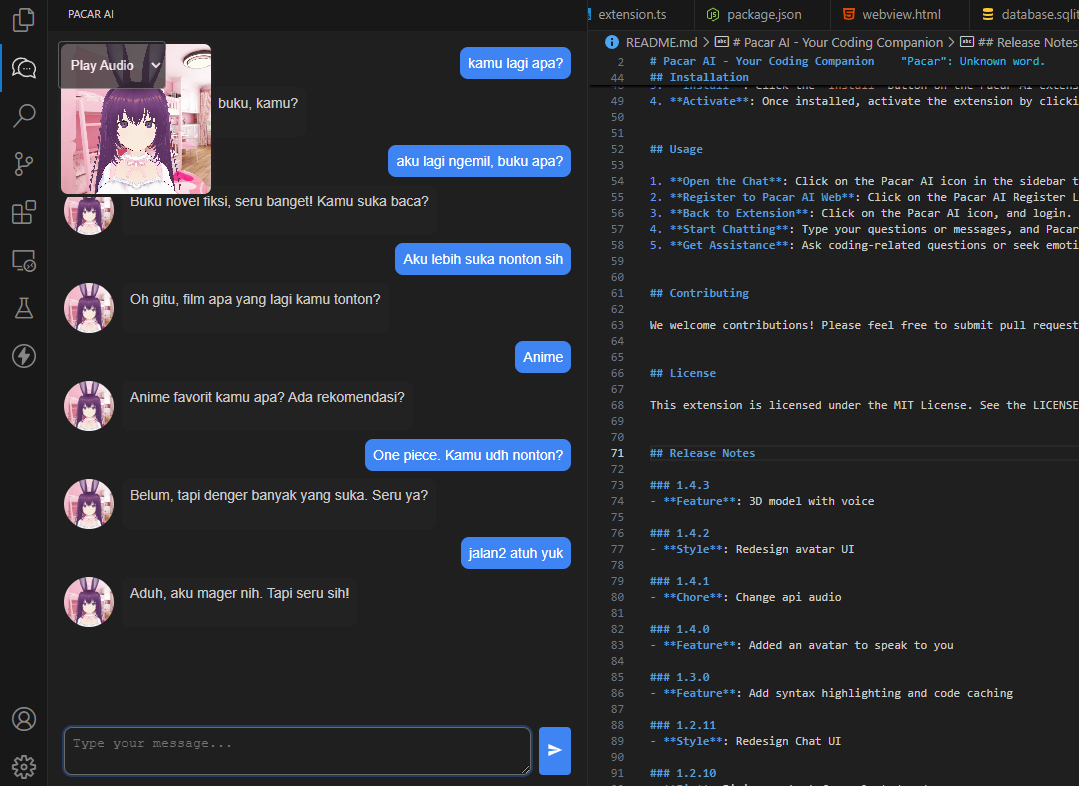 PACAR AI
Play Audio
kamu lagi apa?
buku, kamu?
aku lagi ngemil, buku apa?
Buku novel fiksi, seru banget! Kamu suka baca?
Aku lebih suka nonton sih
Oh gitu, film apa yang lagi kamu tonton?
Anime
Anime favorit kamu apa? Ada rekomendasi?
One piece. Kamu udh nonton?
Belum, tapi denger banyak yang suka. Seru ya?
jalan2 atuh yuk
Aduh, aku mager nih. Tapi seru sih!
Type your message...
extension.ts package.json webview.html database.sqlit
README.md > # Pacar AI - Your Coding Companion > ## Release Notes
2 # Pacar AI - Your Coding Companion "Pacar": Unknown word.
44 ## Installation
49 4. **Activate**: Once installed, activate the extension by clicki
50
51
52 ## Usage
53
54 1. **Open the Chat**: Click on the Pacar AI icon in the sidebar t
55 2. **Register to Pacar AI Web**: Click on the Pacar AI Register L
56 3. **Back to Extension**: Click on the Pacar AI icon, and login.
57 4. **Start Chatting**: Type your questions or messages, and Pacar
58 5. **Get Assistance**: Ask coding-related questions or seek emoti
59
60
61 ## Contributing
62
63 We welcome contributions! Please feel free to submit pull request
64
65
66 ## License
67
68 This extension is licensed under the MIT License. See the LICENSE
69
70
71 ## Release Notes
72
73 ### 1.4.3
74 - **Feature**: 3D model with voice
75
76 ### 1.4.2
77 - **Style**: Redesign avatar UI
78
79 ### 1.4.1
80 - **Chore**: Change api audio
81
82 ### 1.4.0
83 - **Feature**: Added an avatar to speak to you
84
85 ### 1.3.0
86 - **Feature**: Add syntax highlighting and code caching
87
88 ### 1.2.11
89 - **Style**: Redesign Chat UI
90
91 ### 1.2.10